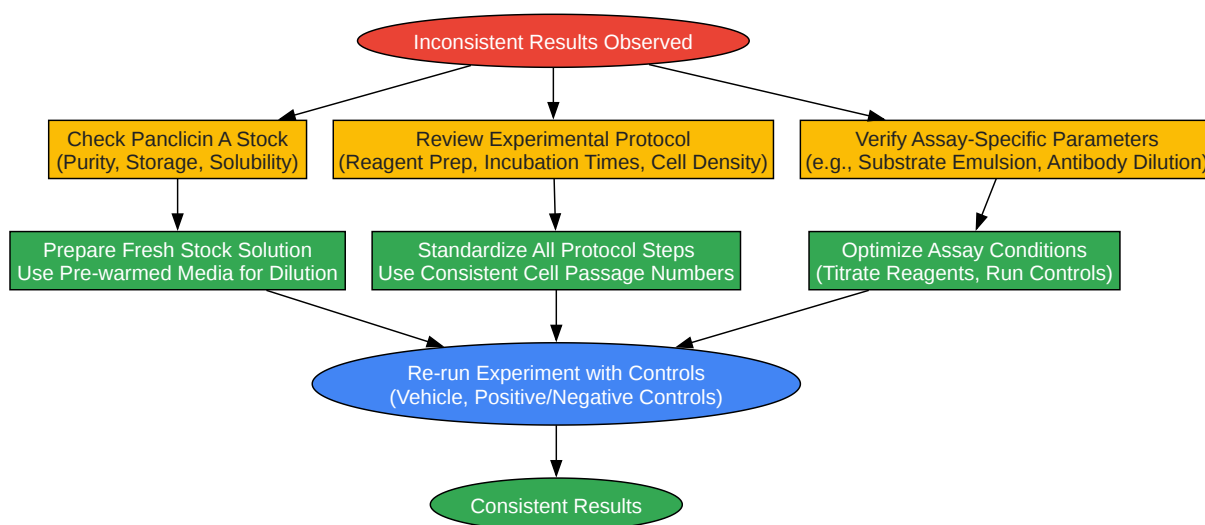 Inconsistent Results Observed
Check Panclicin A Stock
(Purity, Storage, Solubility)
Review Experimental Protocol
(Reagent Prep, Incubation Times, Cell Density)
Verify Assay-Specific Parameters
(e.g., Substrate Emulsion, Antibody Dilution)
Prepare Fresh Stock Solution
Use Pre-warmed Media for Dilution
Standardize All Protocol Steps
Use Consistent Cell Passage Numbers
Optimize Assay Conditions
(Titrate Reagents, Run Controls)
Re-run Experiment with Controls
(Vehicle, Positive/Negative Controls)
Consistent Results